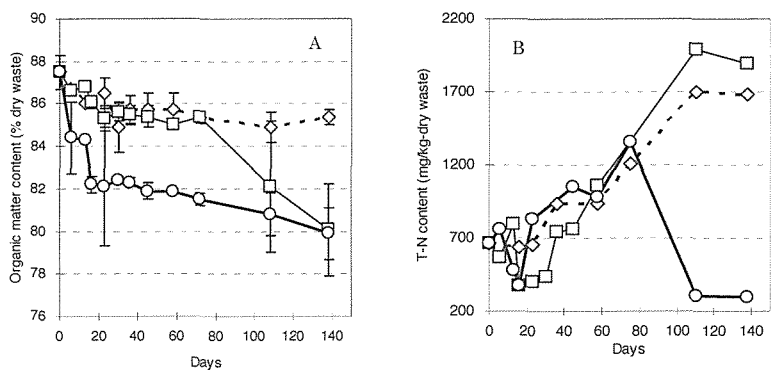 A
Organic matter content (% dry waste)
90
88
86
84
82
80
78
76
0 20 40 60 80 100 120 140
Days
B
T-N content (mg/kg-dry waste)
2200
1700
1200
700
200
0 20 40 60 80 100 120 140
Days